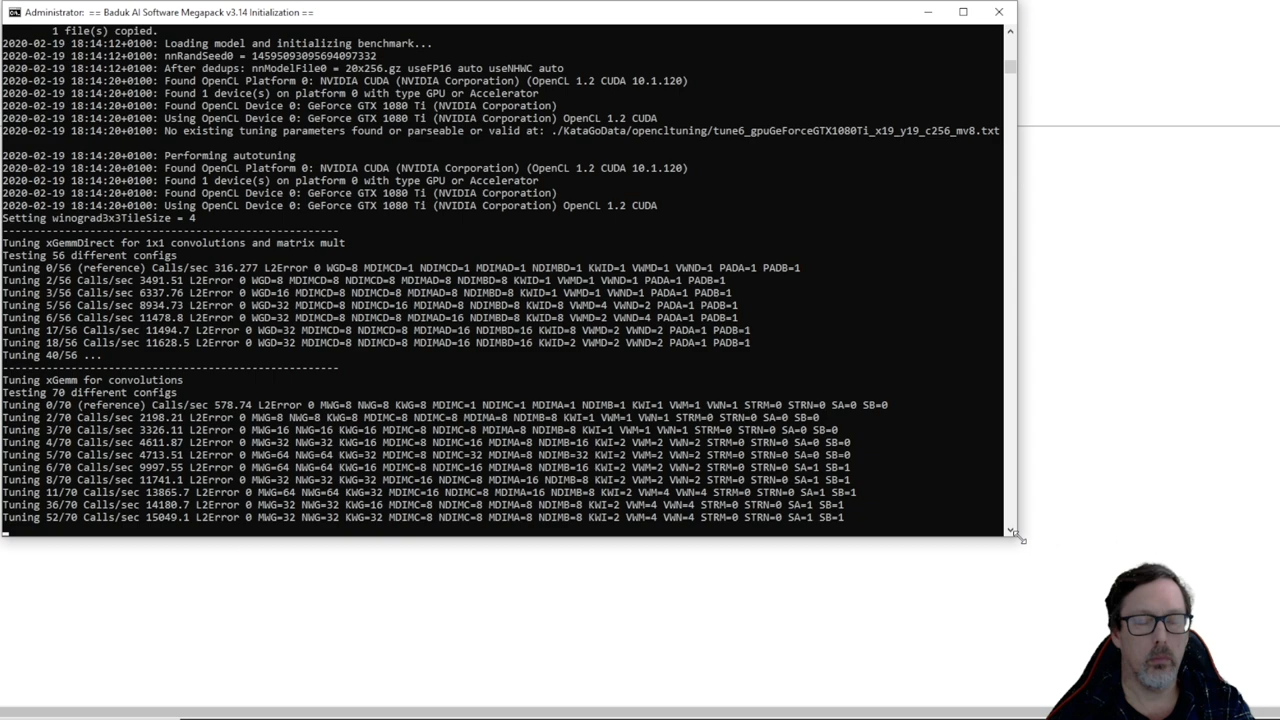 Administrator: == Baduk AI Software Megapack v3.14 Initialization ==
1 file(s) copied.
2020-02-19 18:14:12+0100: Loading model and initializing benchmark...
2020-02-19 18:14:12+0100: nnRandSeed0 = 14595093095694097332
2020-02-19 18:14:12+0100: After dedups: nnModelFile0 = 20x256.gz useFP16 auto useNHWC auto
2020-02-19 18:14:20+0100: Found OpenCL Platform 0: NVIDIA CUDA (NVIDIA Corporation) (OpenCL 1.2 CUDA 10.1.120)
2020-02-19 18:14:20+0100: Found 1 device(s) on platform 0 with type GPU or Accelerator
2020-02-19 18:14:20+0100: Found OpenCL Device 0: GeForce GTX 1080 Ti (NVIDIA Corporation)
2020-02-19 18:14:20+0100: Using OpenCL Device 0: GeForce GTX 1080 Ti (NVIDIA Corporation) OpenCL 1.2 CUDA
2020-02-19 18:14:20+0100: No existing tuning parameters found or parseable or valid at: ./KataGoData/opencltuning/tune6_gpuGeForceGTX1080Ti_x19_y19_c256_mv8.txt
2020-02-19 18:14:20+0100: Performing autotuning
2020-02-19 18:14:20+0100: Found OpenCL Platform 0: NVIDIA CUDA (NVIDIA Corporation) (OpenCL 1.2 CUDA 10.1.120)
2020-02-19 18:14:20+0100: Found 1 device(s) on platform 0 with type GPU or Accelerator
2020-02-19 18:14:20+0100: Found OpenCL Device 0: GeForce GTX 1080 Ti (NVIDIA Corporation)
2020-02-19 18:14:20+0100: Using OpenCL Device 0: GeForce GTX 1080 Ti (NVIDIA Corporation) OpenCL 1.2 CUDA
Setting winograd3x3TileSize = 4
------------------------------------------------------
Tuning xGemmDirect for 1x1 convolutions and matrix mult
Testing 56 different configs
Tuning 0/56 (reference) Calls/sec 316.277 L2Error 0 WGD=8 MDIMCD=1 NDIMCD=1 MDIMAD=1 NDIMBD=1 KWID=1 VWMD=1 VWND=1 PADA=1 PADB=1
Tuning 2/56 Calls/sec 3491.51 L2Error 0 WGD=8 MDIMCD=8 NDIMCD=8 MDIMAD=8 NDIMBD=8 KWID=1 VWMD=1 VWND=1 PADA=1 PADB=1
Tuning 3/56 Calls/sec 6337.76 L2Error 0 WGD=16 MDIMCD=8 NDIMCD=8 MDIMAD=8 NDIMBD=8 KWID=1 VWMD=1 VWND=1 PADA=1 PADB=1
Tuning 5/56 Calls/sec 8934.73 L2Error 0 WGD=32 MDIMCD=8 NDIMCD=16 MDIMAD=8 NDIMBD=8 KWID=8 VWMD=4 VWND=2 PADA=1 PADB=1
Tuning 6/56 Calls/sec 11478.8 L2Error 0 WGD=32 MDIMCD=8 NDIMCD=8 MDIMAD=16 NDIMBD=8 KWID=8 VWMD=2 VWND=4 PADA=1 PADB=1
Tuning 17/56 Calls/sec 11494.7 L2Error 0 WGD=32 MDIMCD=8 NDIMCD=8 MDIMAD=16 NDIMBD=16 KWID=8 VWMD=2 VWND=2 PADA=1 PADB=1
Tuning 18/56 Calls/sec 11628.5 L2Error 0 WGD=32 MDIMCD=8 NDIMCD=8 MDIMAD=16 NDIMBD=8 KWID=2 VWMD=2 VWND=2 PADA=1 PADB=1
Tuning 40/56 ...
------------------------------------------------------
Tuning xGemm for convolutions
Testing 70 different configs
Tuning 0/70 (reference) Calls/sec 578.74 L2Error 0 MWG=8 NWG=8 KWG=8 MDIMC=1 NDIMC=1 MDIMA=1 NDIMB=1 KWI=1 VWM=1 VWN=1 STRM=0 STRN=0 SA=0 SB=0
Tuning 2/70 Calls/sec 2198.21 L2Error 0 MWG=8 NWG=8 KWG=8 MDIMC=8 NDIMC=8 MDIMA=8 NDIMB=8 KWI=1 VWM=1 VWN=1 STRM=0 STRN=0 SA=0 SB=0
Tuning 3/70 Calls/sec 3326.11 L2Error 0 MWG=16 NWG=16 KWG=16 MDIMC=8 NDIMC=8 MDIMA=8 NDIMB=8 KWI=1 VWM=1 VWN=1 STRM=0 STRN=0 SA=0 SB=0
Tuning 4/70 Calls/sec 4611.87 L2Error 0 MWG=32 NWG=32 KWG=32 MDIMC=16 NDIMC=16 MDIMA=16 NDIMB=16 KWI=2 VWM=2 VWN=2 STRM=0 STRN=0 SA=0 SB=0
Tuning 5/70 Calls/sec 4713.51 L2Error 0 MWG=64 NWG=64 KWG=32 MDIMC=8 NDIMC=32 MDIMA=8 NDIMB=32 KWI=2 VWM=2 VWN=2 STRM=0 STRN=0 SA=0 SB=0
Tuning 6/70 Calls/sec 9997.55 L2Error 0 MWG=64 NWG=64 KWG=16 MDIMC=8 NDIMC=16 MDIMA=8 NDIMB=16 KWI=2 VWM=2 VWN=2 STRM=0 STRN=0 SA=1 SB=1
Tuning 8/70 Calls/sec 11741.1 L2Error 0 MWG=32 NWG=32 KWG=16 MDIMC=8 NDIMC=8 MDIMA=16 NDIMB=8 KWI=2 VWM=2 VWN=2 STRM=0 STRN=0 SA=1 SB=1
Tuning 11/70 Calls/sec 13865.7 L2Error 0 MWG=64 NWG=64 KWG=32 MDIMC=16 NDIMC=8 MDIMA=16 NDIMB=8 KWI=2 VWM=4 VWN=4 STRM=0 STRN=0 SA=1 SB=1
Tuning 36/70 Calls/sec 14180.7 L2Error 0 MWG=32 NWG=32 KWG=16 MDIMC=8 NDIMC=8 MDIMA=8 NDIMB=8 KWI=2 VWM=4 VWN=4 STRM=0 STRN=0 SA=1 SB=1
Tuning 52/70 Calls/sec 15049.1 L2Error 0 MWG=32 NWG=32 KWG=32 MDIMC=8 NDIMC=8 MDIMA=8 NDIMB=8 KWI=2 VWM=4 VWN=4 STRM=0 STRN=0 SA=1 SB=1